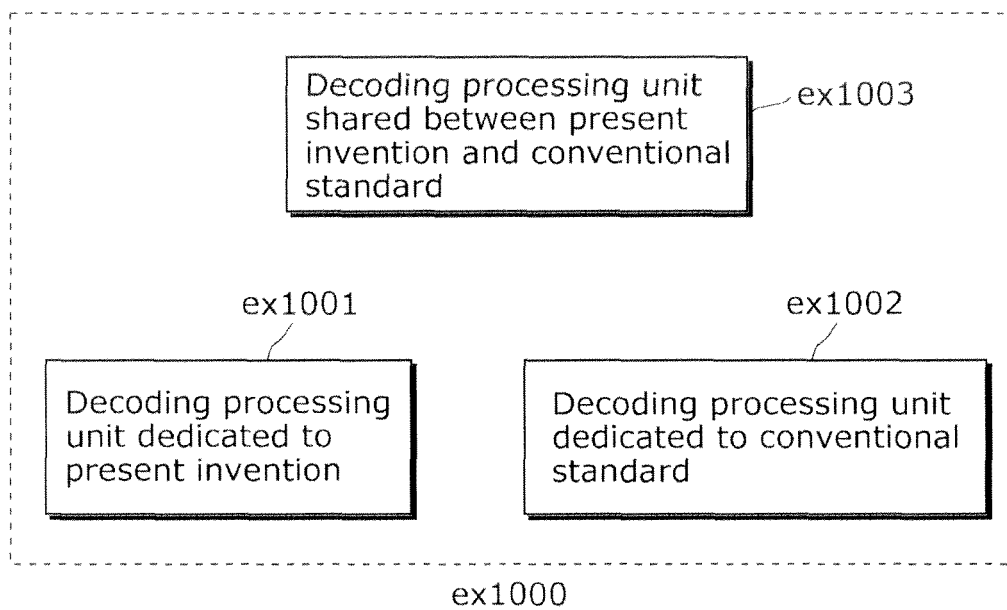 Decoding processing unit
shared between present
invention and conventional
standard
ex1003
ex1001
ex1002
Decoding processing
unit dedicated to
present invention
Decoding processing unit
dedicated to conventional
standard
ex1000